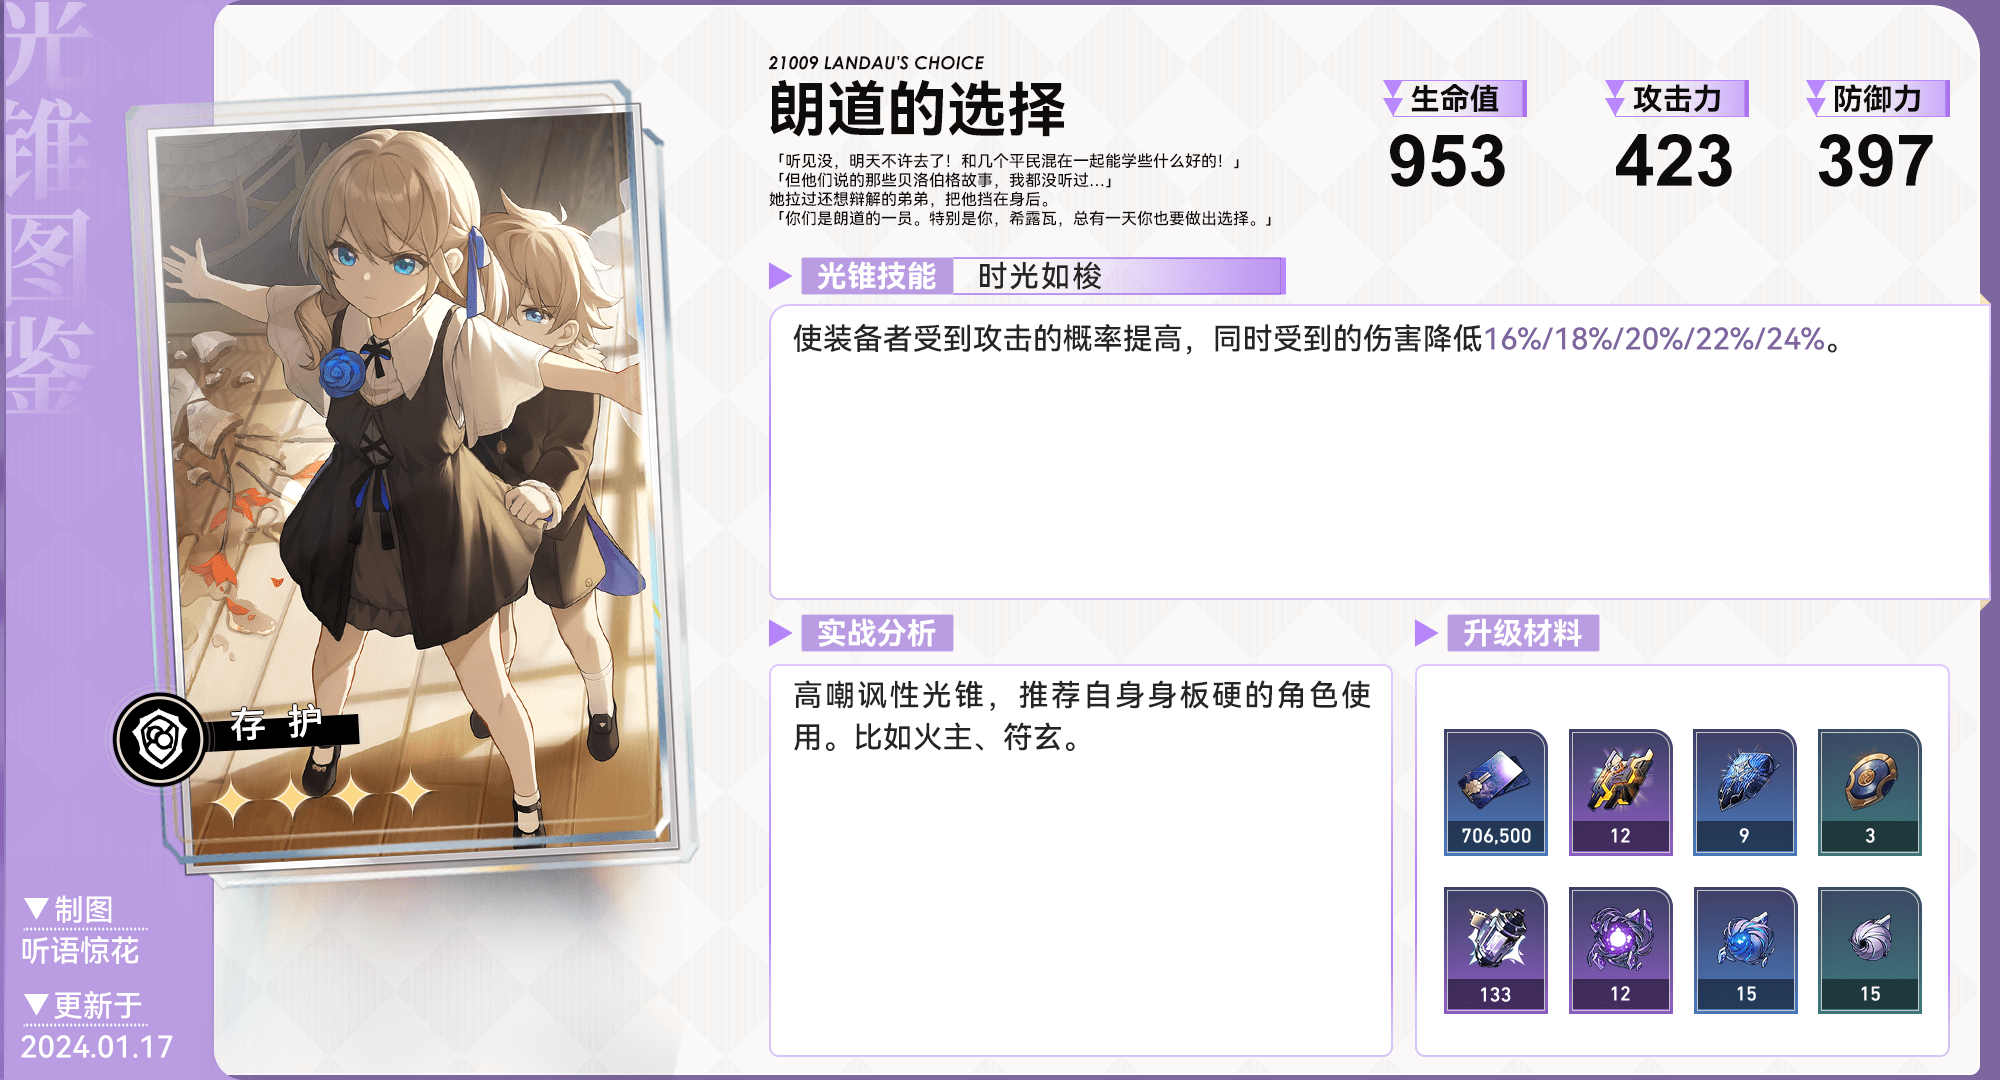 光锥图鉴
21009 LANDAU'S CHOICE
朗道的选择
「听见没，明天不许去了！和几个平民混在一起能学些什么好的！」
「但他们说的那些贝洛伯格故事，我都没听过…」
她拉过还想辩解的弟弟，把他挡在身后。
「你们是朗道的一员。特别是你，希露瓦，总有一天你也要做出选择。」
生命值
953
攻击力
423
防御力
397
光锥技能
时光如梭
使装备者受到攻击的概率提高，同时受到的伤害降低16%/18%/20%/22%/24%。
存护
实战分析
高嘲讽性光锥，推荐自身身板硬的角色使
用。比如火主、符玄。
升级材料
706,500
12
9
3
133
12
15
15
▼制图
听语惊花
▼更新于
2024.01.17